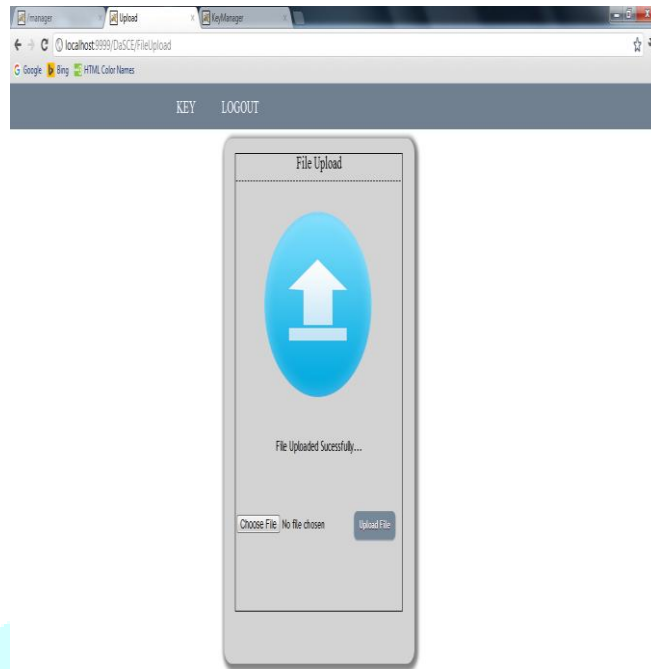 /manager Upload KeyManager
localhost:9999/DaSCE/FileUpload
Google Bing HTML Color Names
KEY LOGOUT
File Upload
File Uploaded Sucessfully...
Choose File No file chosen Upload File